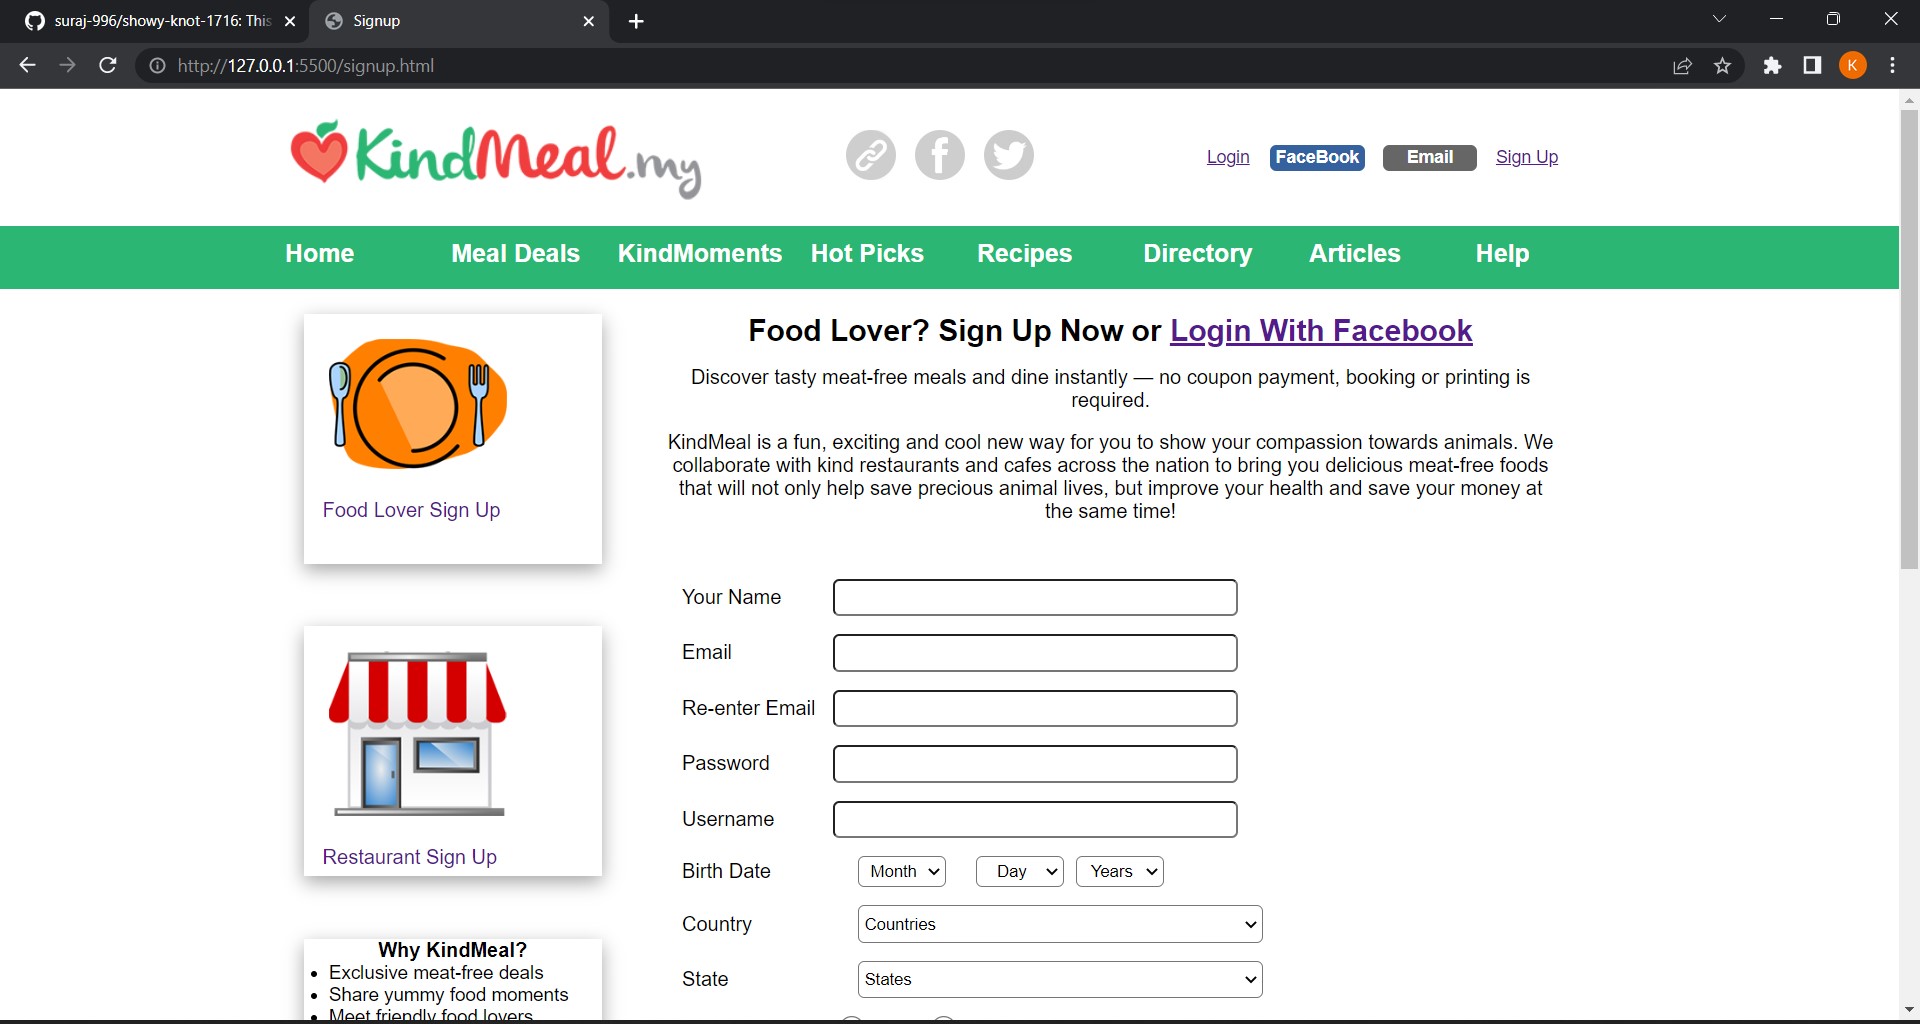 suraj-996/showy-knot-1716: This
Signup
http://127.0.0.1:5500/signup.html
K
KindMeal.my
Login
FaceBook
Email
Sign Up
Home
Meal Deals
KindMoments
Hot Picks
Recipes
Directory
Articles
Help
Food Lover Sign Up
Restaurant Sign Up
Why KindMeal?
• Exclusive meat-free deals
• Share yummy food moments
• Meet friendly food lovers
Food Lover? Sign Up Now or Login With Facebook
Discover tasty meat-free meals and dine instantly — no coupon payment, booking or printing is
required.
KindMeal is a fun, exciting and cool new way for you to show your compassion towards animals. We
collaborate with kind restaurants and cafes across the nation to bring you delicious meat-free foods
that will not only help save precious animal lives, but improve your health and save your money at
the same time!
Your Name
Email
Re-enter Email
Password
Username
Birth Date
Month
Day
Years
Country
Countries
State
States